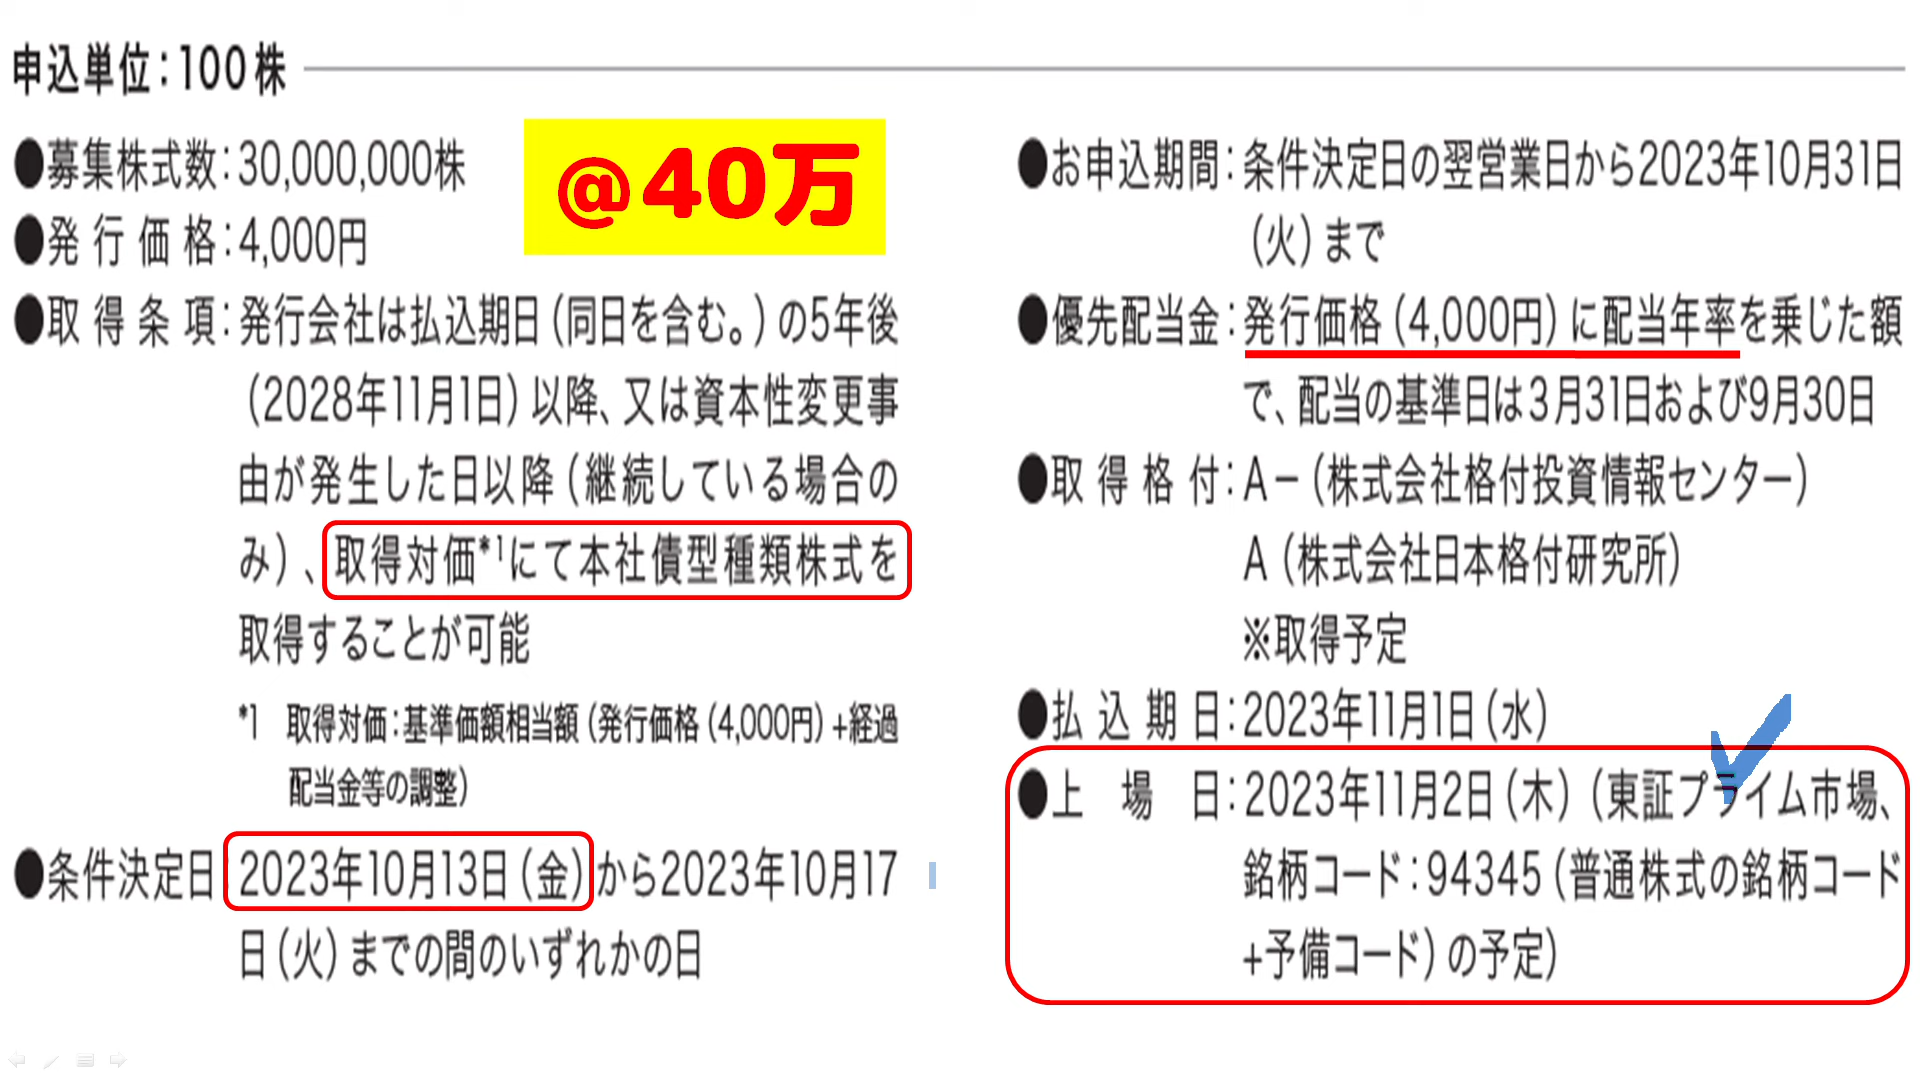 申込単位：100株
●募集株式数：30,000,000株
@40万
●発行価格：4,000円
●取得条項：発行会社は払込期日（同日を含む。）の5年後
（2028年11月1日）以降、又は資本性変更事
由が発生した日以降（継続している場合の
み）、取得対価*1にて本社債型種類株式を
取得することが可能
*1 取得対価：基準価額相当額（発行価格（4,000円）+経過
配当金等の調整）
●条件決定日：2023年10月13日（金）から2023年10月17
日（火）までの間のいずれかの日
●お申込期間：条件決定日の翌営業日から2023年10月31日
（火）まで
●優先配当金：発行価格（4,000円）に配当年率を乗じた額
で、配当の基準日は3月31日および9月30日
●取得格付：A－（株式会社格付投資情報センター）
A（株式会社日本格付研究所）
※取得予定
●払込期日：2023年11月1日（水）
●上場日：2023年11月2日（木）（東証プライム市場、
銘柄コード：94345（普通株式の銘柄コード
+予備コード）の予定）